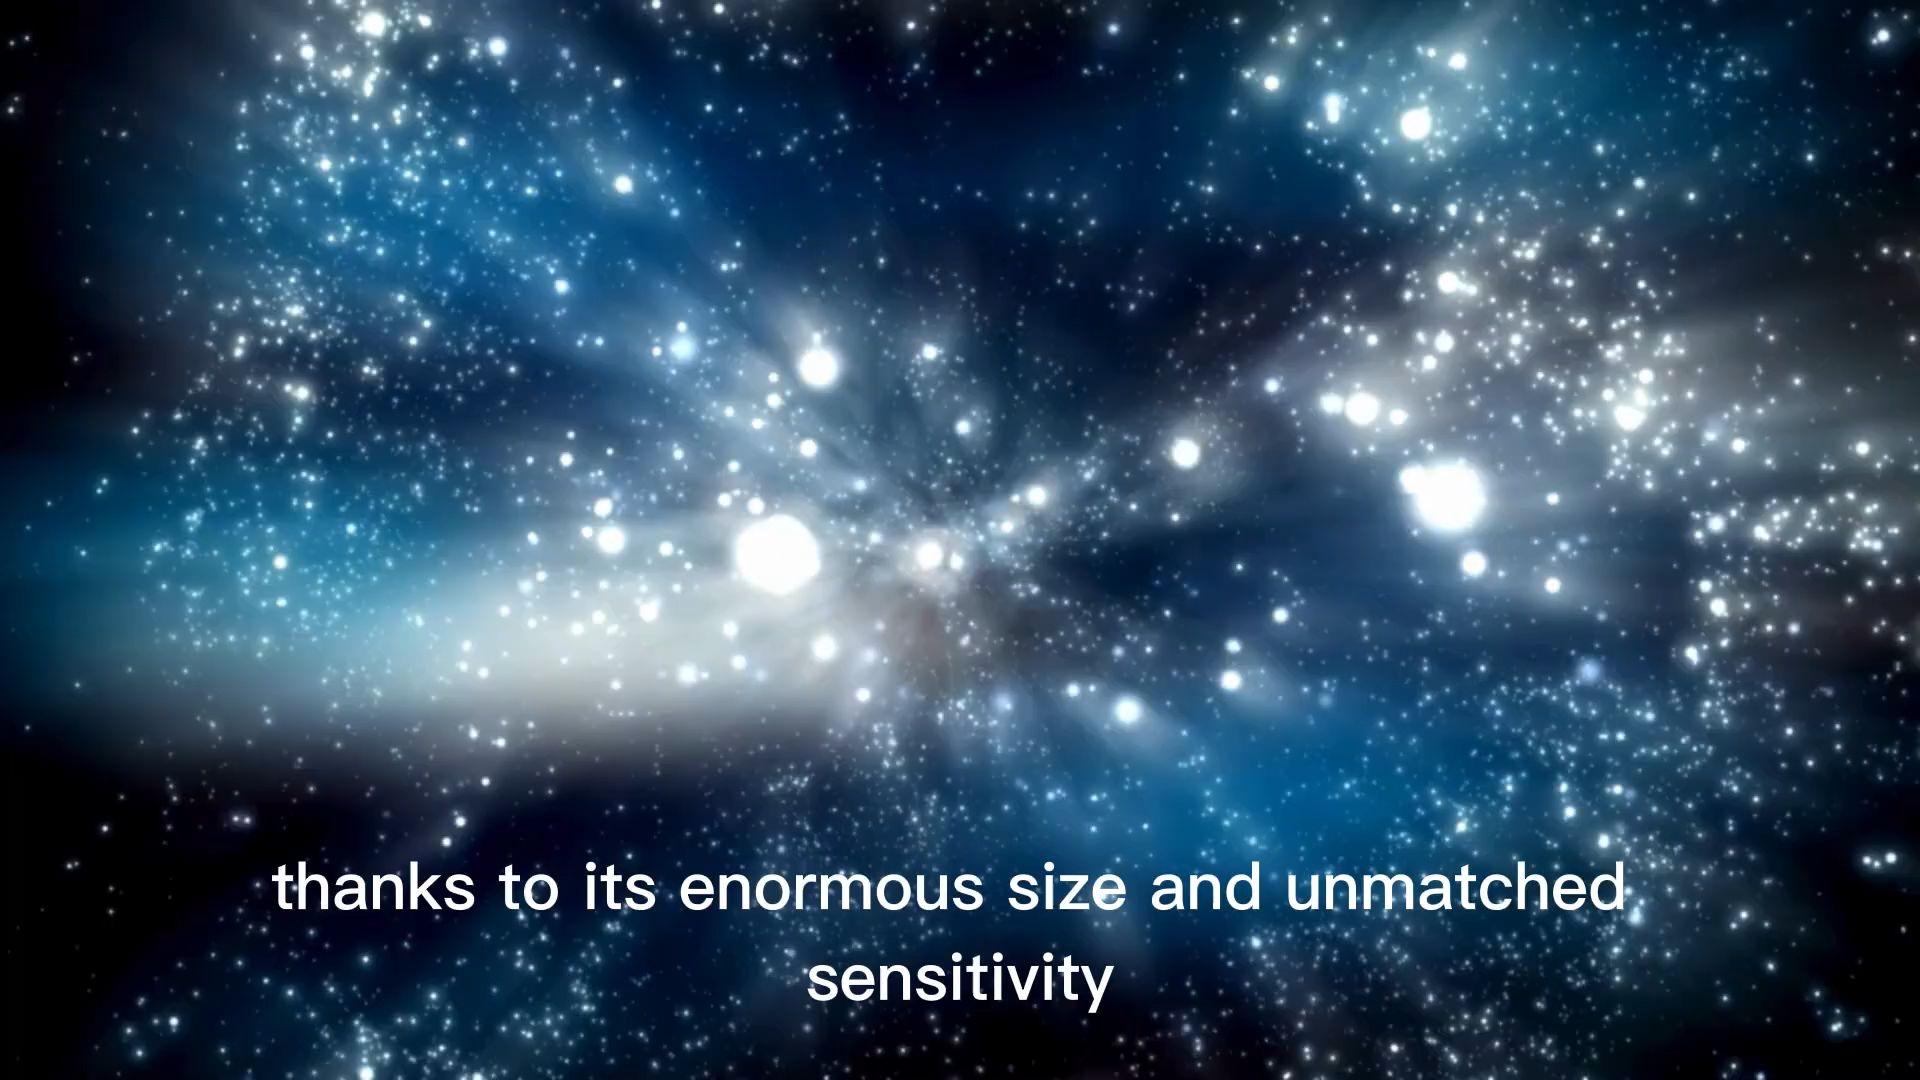 thanks to its enormous size and unmatched
sensitivity